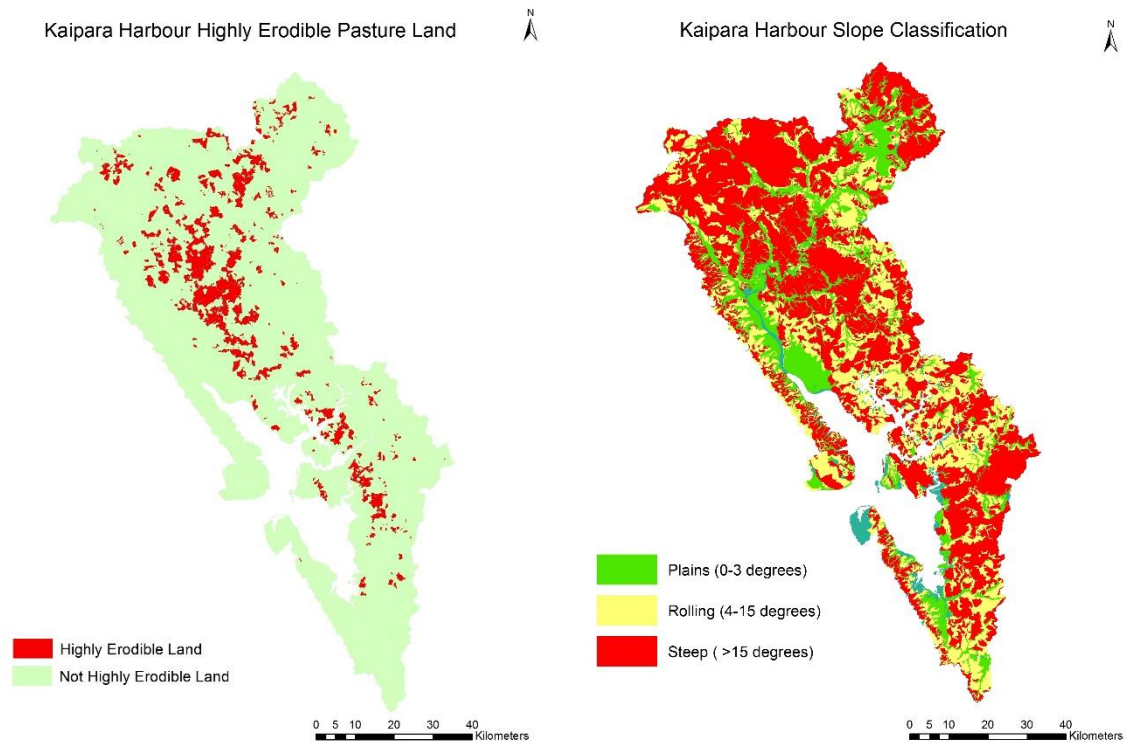 Kaipara Harbour Highly Erodible Pasture Land
N
Highly Erodible Land
Not Highly Erodible Land
0 5 10 20 30 40
Kilometers
Kaipara Harbour Slope Classification
N
Plains (0-3 degrees)
Rolling (4-15 degrees)
Steep ( >15 degrees)
0 5 10 20 30 40
Kilometers